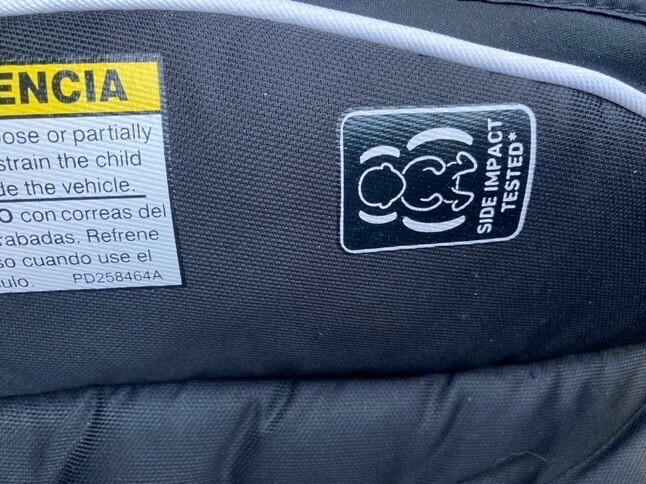 ENCIA
oose or partially
strain the child
de the vehicle.
O con correas del
rabadas. Refrene
so cuando use el
ulo. PD258464A
SIDE IMPACT
TESTED*